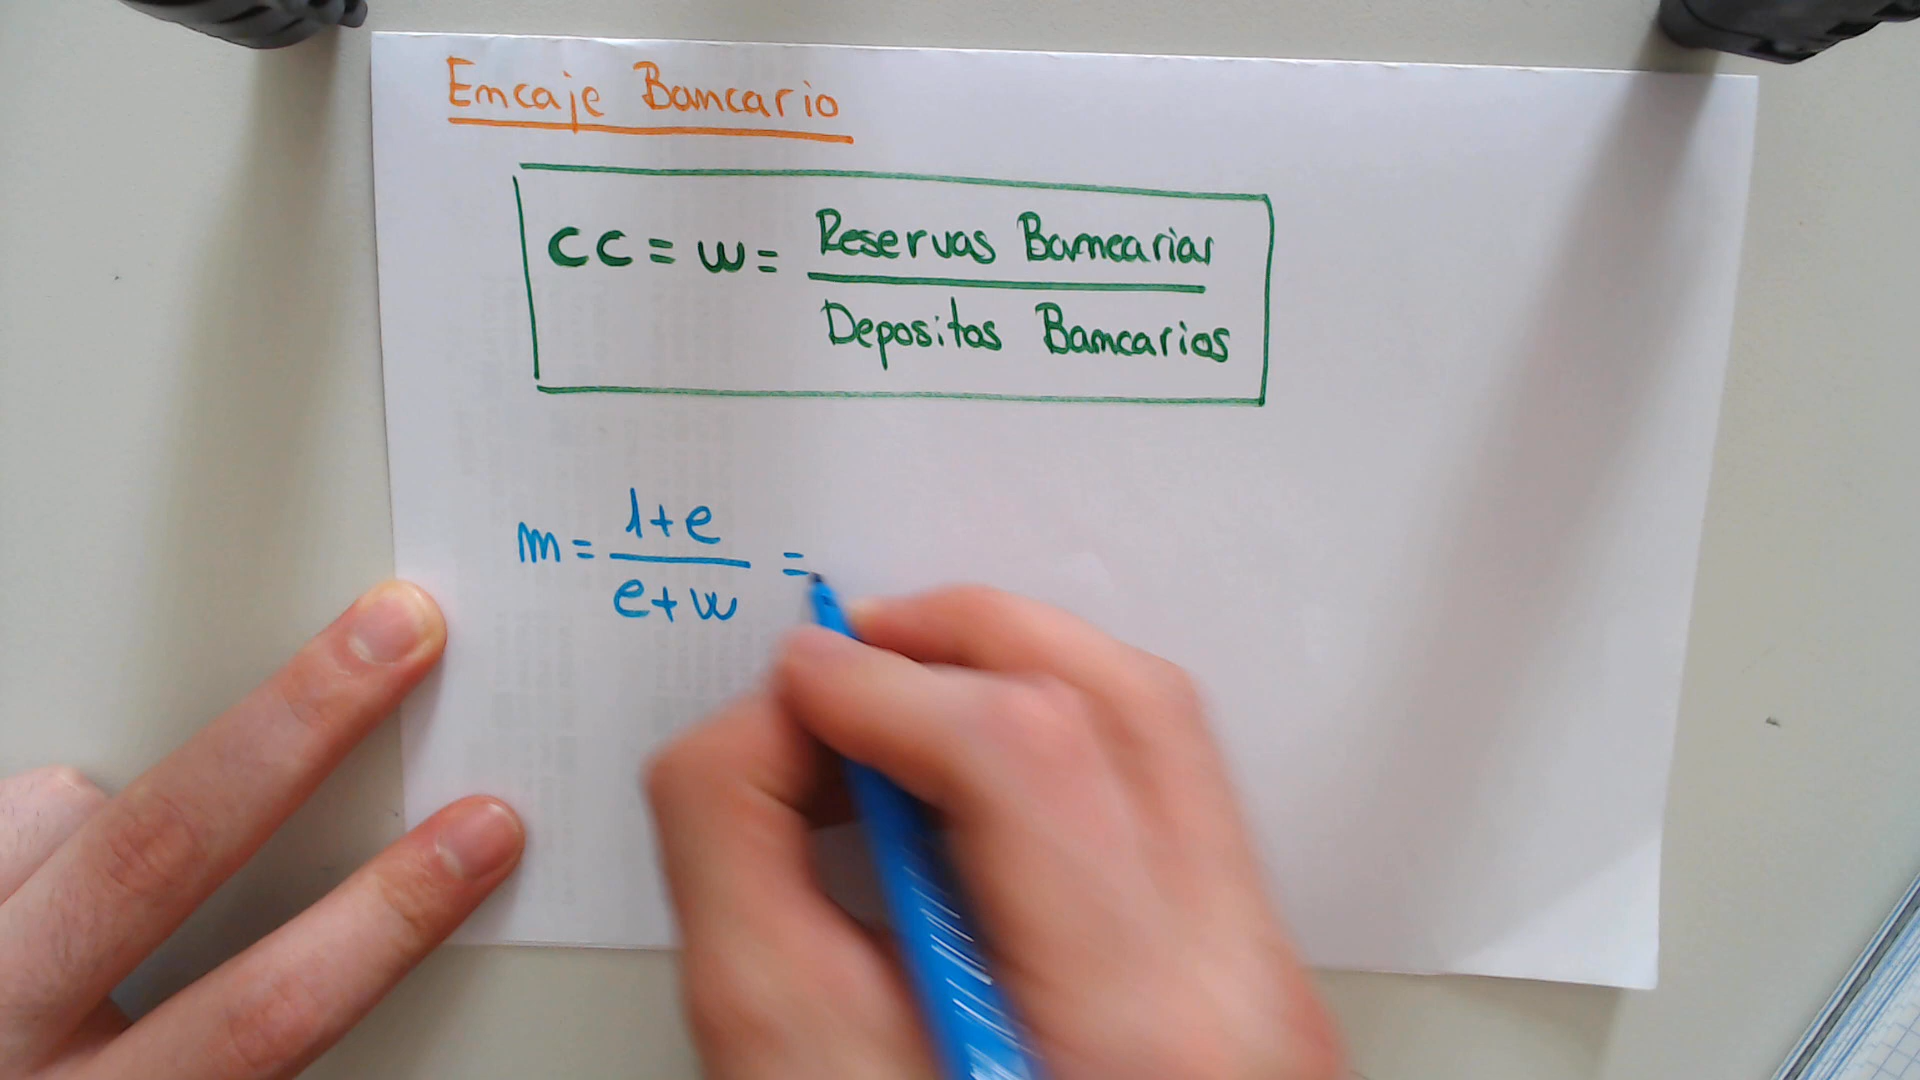 Encaje Bancario
CC = w = Reservas Bancarias
Depositos Bancarios
m = 1+e =
e+w